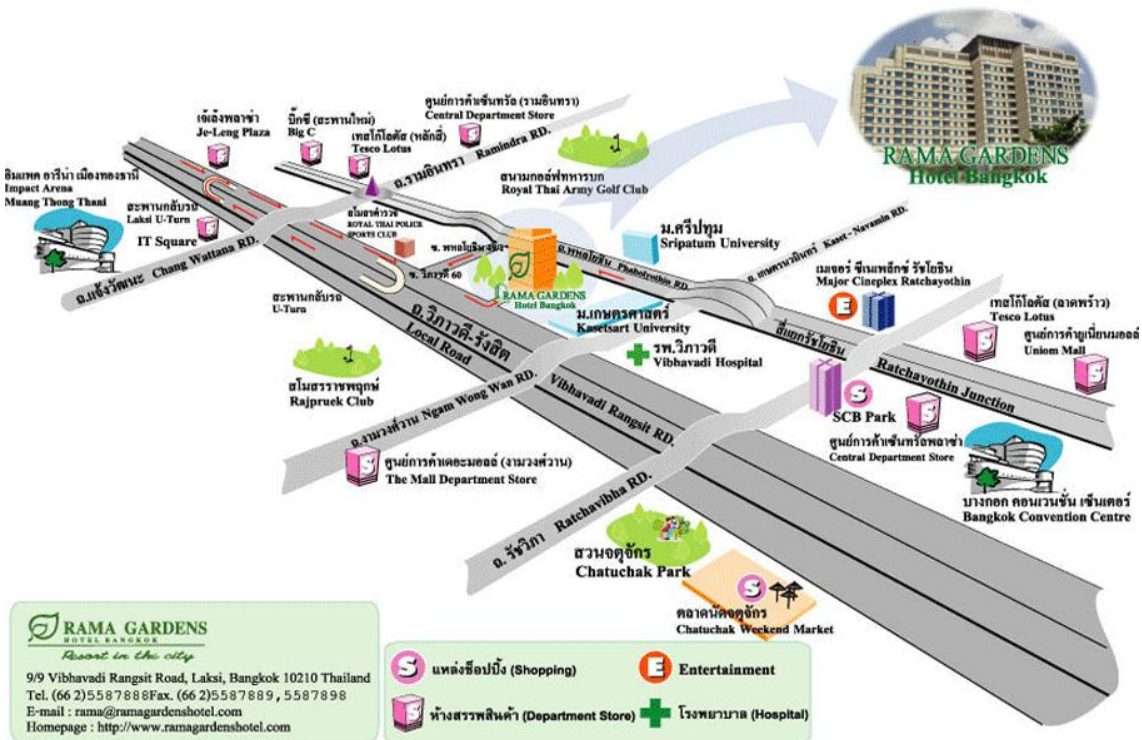 RAMA GARDENS
Hotel Bangkok
เจ้เล้งพลาซ่า
Je-Leng Plaza
บิ๊กซี (สะพานใหม่)
Big C
เทสโก้โลตัส (หลักสี่)
Tesco Lotus
ศูนย์การค้าเซ็นทรัล (รามอินทรา)
Central Department Store
ถ.รามอินทรา Ramindra RD.
สนามกอล์ฟทหารบก
Royal Thai Army Golf Club
อิมแพค อารีน่า เมืองทองธานี
Impact Arena
Muang Thong Thani
สะพานกลับรถ
Laksi U-Turn
IT Square
ถ.แจ้งวัฒนะ Chang Wattana RD.
สโมสรตำรวจ
ROYAL THAI POLICE
SPORTS CLUB
ซ. วิภาวดี 60
สะพานกลับรถ
U-Turn
RAMA GARDENS
Hotel Bangkok
ถ.พหลโยธิน Phaholyothin RD.
ม.ศรีปทุม
Sripatum University
ถ. เกษตรนวมินทร์ Kaset - Navamin RD.
เมเจอร์ ซีเนเพล็กซ์ รัชโยธิน
Major Cineplex Ratchayothin
เทสโก้โลตัส (ลาดพร้าว)
Tesco Lotus
ศูนย์การค้ายูเนี่ยนมอลล์
Uniom Mall
ม.เกษตรศาสตร์
Kasetsart University
รพ.วิภาวดี
Vibhavadi Hospital
สี่แยกรัชโยธิน
Ratchavothin Junction
ถ.วิภาวดี-รังสิต
Local Road
Vibhavadi Rangsit RD.
สโมสรราชพฤกษ์
Rajpruek Club
ถ.งามวงศ์วาน Ngam Wong Wan RD.
SCB Park
ศูนย์การค้าเซ็นทรัลพลาซ่า
Central Department Store
ศูนย์การค้าเดอะมอลล์ (งามวงศ์วาน)
The Mall Department Store
บางกอก คอนเวนชั่น เซ็นเตอร์
Bangkok Convention Centre
ถ. รัชวิภา Ratchavibha RD.
สวนจตุจักร
Chatuchak Park
ตลาดนัดจตุจักร
Chatuchak Weekend Market
RAMA GARDENS
HOTEL BANGKOK
Resort in the city
9/9 Vibhavadi Rangsit Road, Laksi, Bangkok 10210 Thailand
Tel. (66 2)5587888Fax. (66 2)5587889,5587898
E-mail : rama@ramagardenshotel.com
Homepage : http://www.ramagardenshotel.com
S แหล่งช็อปปิ้ง (Shopping)
E Entertainment
S ห้างสรรพสินค้า (Department Store)
โรงพยาบาล (Hospital)